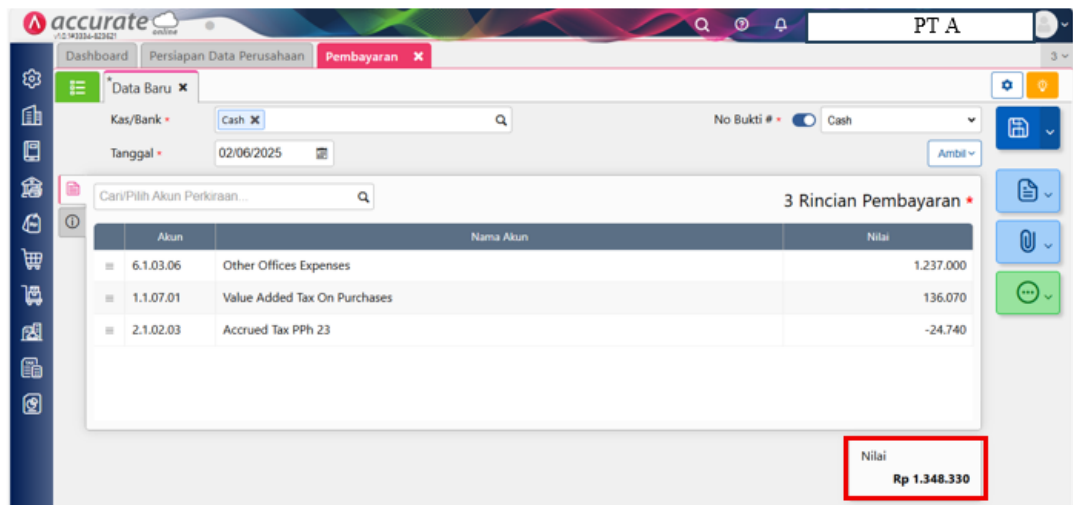 accurate online
PT A
Dashboard Persiapan Data Perusahaan Pembayaran
3
*Data Baru
Kas/Bank * Cash No Bukti # * Cash
Tanggal * 02/06/2025 Ambil
Cari/Pilih Akun Perkiraan... 3 Rincian Pembayaran *
Akun Nama Akun Nilai
6.1.03.06 Other Offices Expenses 1.237.000
1.1.07.01 Value Added Tax On Purchases 136.070
2.1.02.03 Accrued Tax PPh 23 -24.740
Nilai
Rp 1.348.330